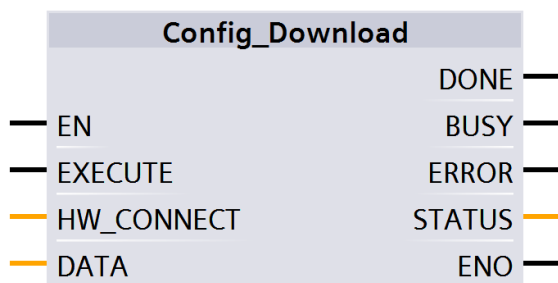 Config_Download
DONE
EN BUSY
EXECUTE ERROR
HW_CONNECT STATUS
DATA ENO